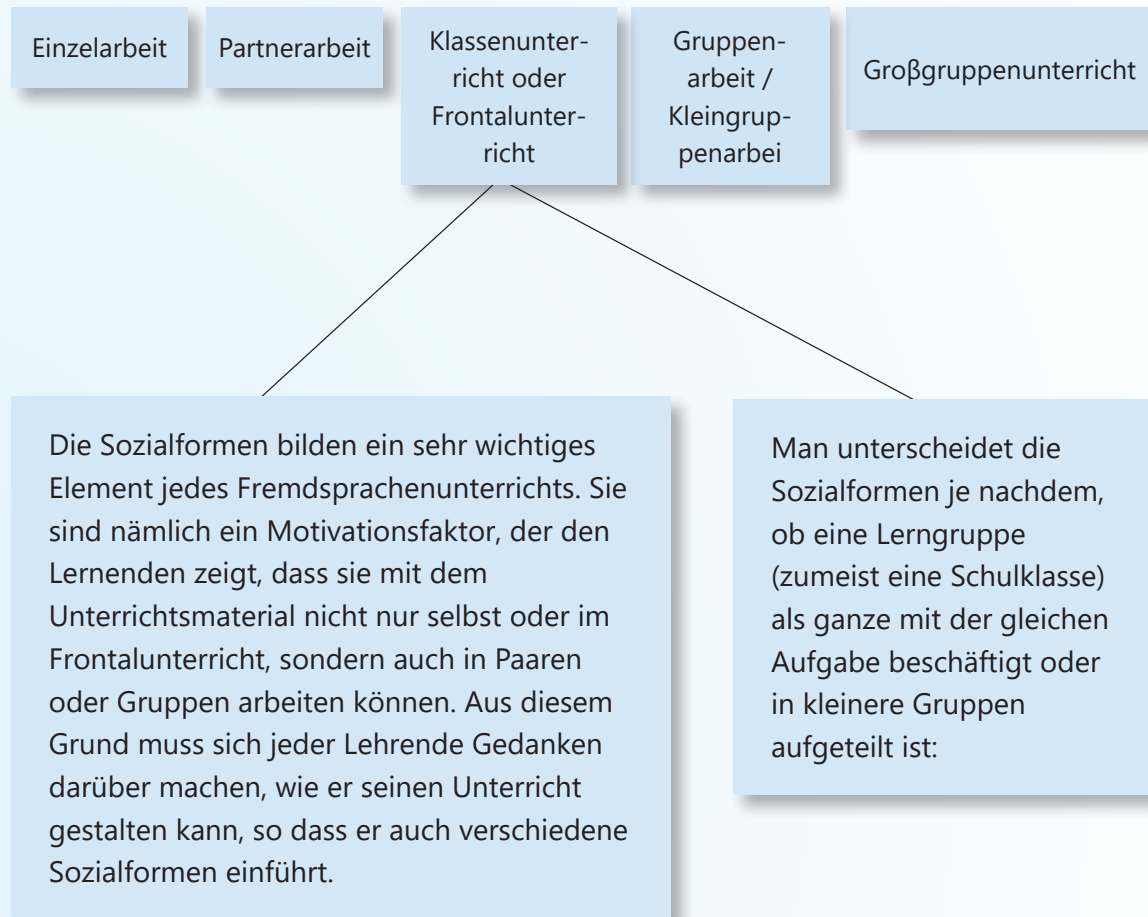 Einzelarbeit
Partnerarbeit
Klassenunter-
richt oder
Frontalunter-
richt
Gruppen-
arbeit /
Kleingrup-
penarbei
Groβgruppenunterricht
Die Sozialformen bilden ein sehr wichtiges
Element jedes Fremdsprachenunterrichts. Sie
sind nämlich ein Motivationsfaktor, der den
Lernenden zeigt, dass sie mit dem
Unterrichtsmaterial nicht nur selbst oder im
Frontalunterricht, sondern auch in Paaren
oder Gruppen arbeiten können. Aus diesem
Grund muss sich jeder Lehrende Gedanken
darüber machen, wie er seinen Unterricht
gestalten kann, so dass er auch verschiedene
Sozialformen einführt.
Man unterscheidet die
Sozialformen je nachdem,
ob eine Lerngruppe
(zumeist eine Schulklasse)
als ganze mit der gleichen
Aufgabe beschäftigt oder
in kleinere Gruppen
aufgeteilt ist: